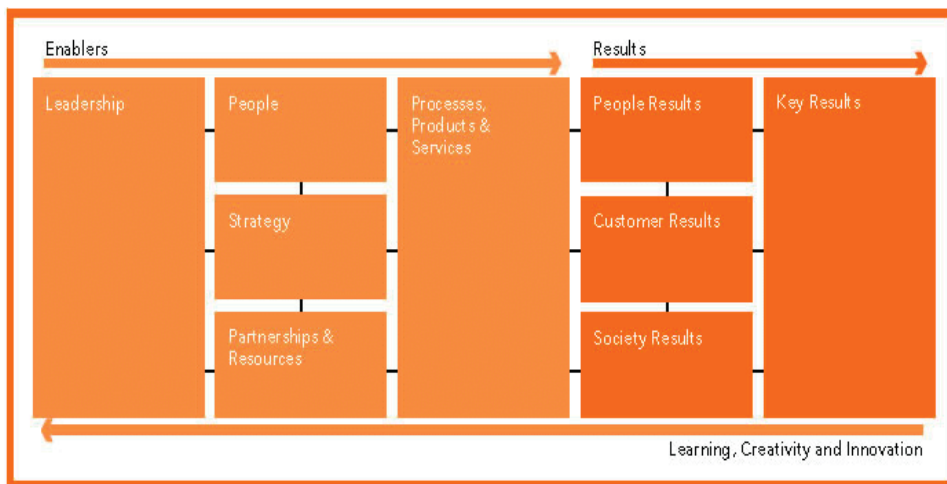 Enablers
Results
Leadership
People
Processes,
Products &
Services
People Results
Key Results
Strategy
Customer Results
Partnerships &
Resources
Society Results
Learning, Creativity and Innovation